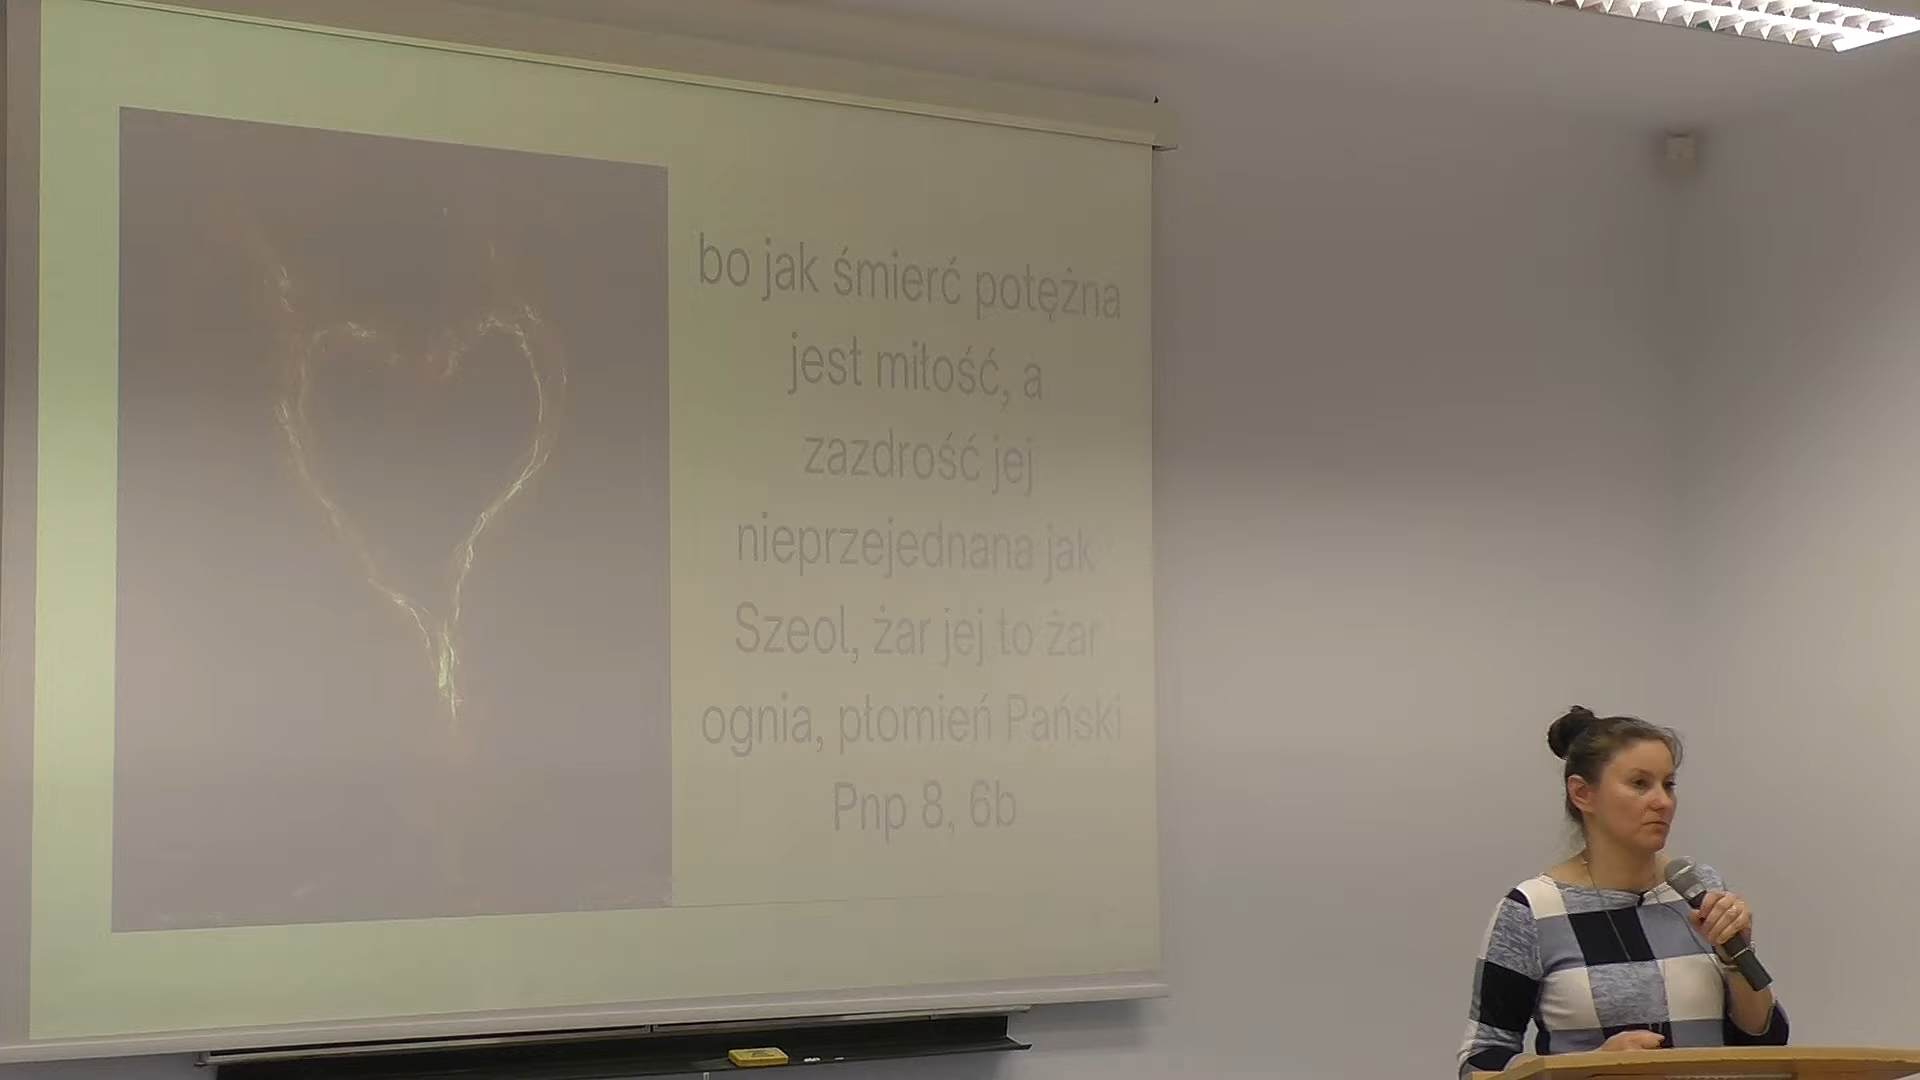 bo jak śmierć potężna
jest miłość, a
zazdrość jej
nieprzejednana jak
Szeol, żar jej to żar
ognia, płomień Pański
Pnp 8, 6b